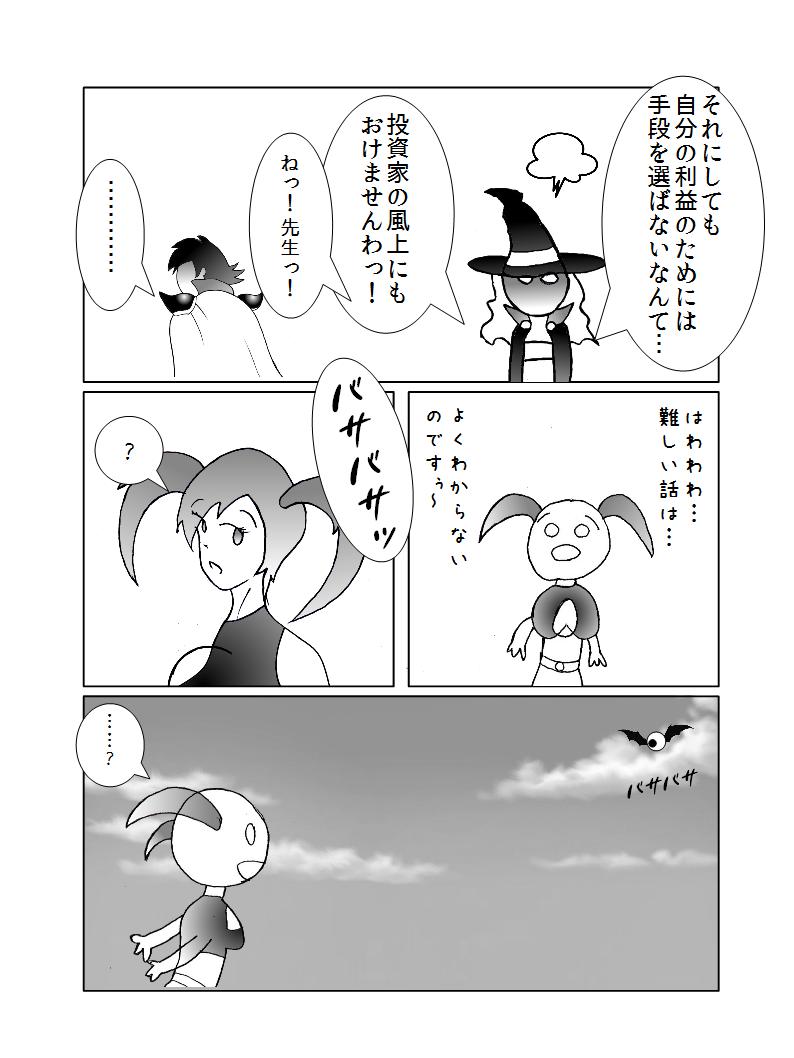 それにしても
自分の利益のためには
手段を選ばないなんて…
投資家の風上にも
おけませんわっ！
ねっ！先生っ！
…………
はわわわ…
難しい話は…
よくわからない
のですぅ～
バサバサッ
？
……？
バサバサ